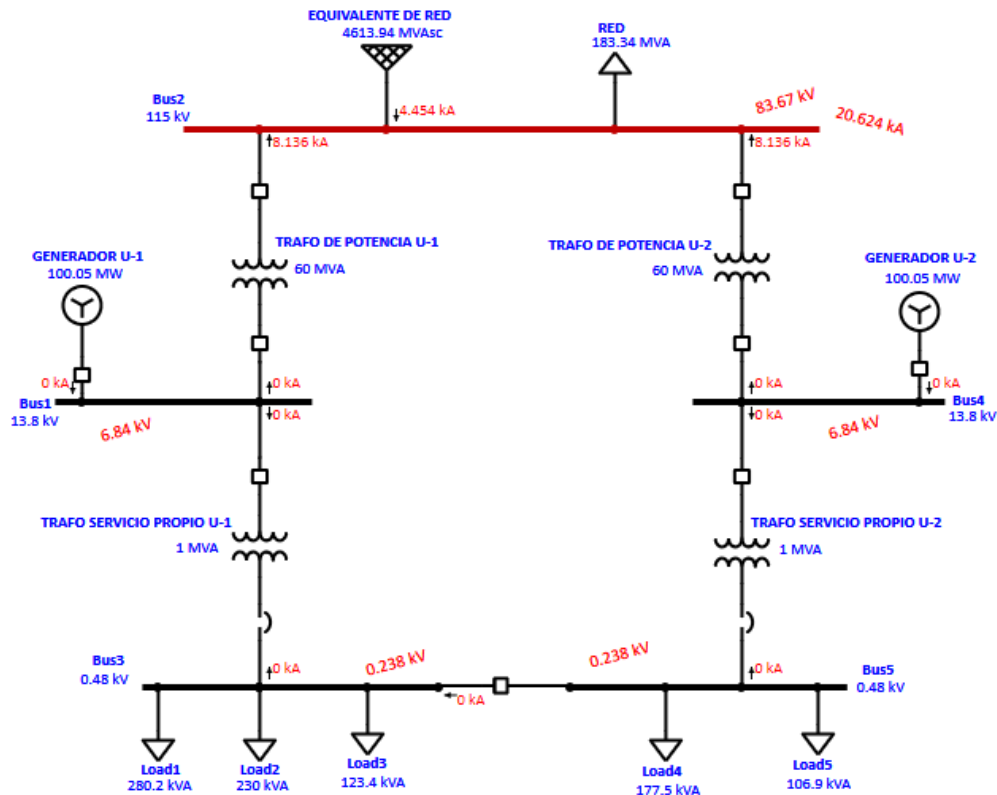 EQUIVALENTE DE RED
4613.94 MVAsc
RED
183.34 MVA
Bus2
115 kV
4.454 kA
83.67 kV
20.624 kA
8.136 kA
8.136 kA
TRAFO DE POTENCIA U-1
60 MVA
TRAFO DE POTENCIA U-2
60 MVA
GENERADOR U-1
100.05 MW
GENERADOR U-2
100.05 MW
0 kA
0 kA
0 kA
0 kA
Bus1
13.8 kV
0 kA
0 kA
Bus4
13.8 kV
6.84 kV
6.84 kV
TRAFO SERVICIO PROPIO U-1
1 MVA
TRAFO SERVICIO PROPIO U-2
1 MVA
Bus3
0.48 kV
0 kA
0.238 kV
0.238 kV
0 kA
Bus5
0.48 kV
0 kA
Load1
280.2 kVA
Load2
230 kVA
Load3
123.4 kVA
Load4
177.5 kVA
Load5
106.9 kVA